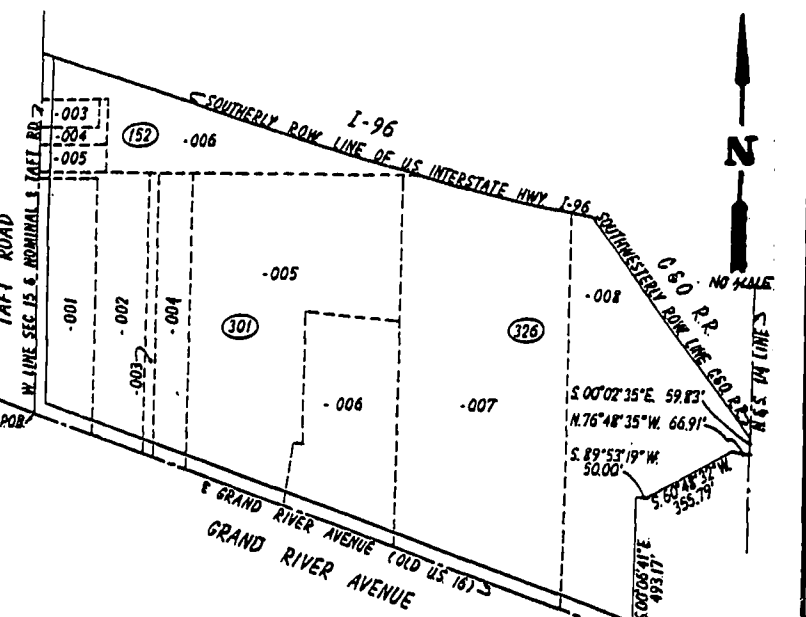 I-96
SOUTHERLY ROW LINE OF U.S. INTERSTATE HWY I-96
N
NO SCALE
-003
-004
-005
152
-006
TAFT ROAD
W LINE SEC 15 & NOMINAL ℄ TAFT RD.
-001
-002
-003
-004
-005
301
-006
326
-007
-008
SOUTHWESTERLY ROW LINE C&O R.R.
C&O R.R.
N & S 1/4 LINE
S.00°02'35"E. 59.83'
N.76°48'35"W. 66.91'
S.89°53'19"W.
50.00'
S.60°48'32"W.
355.79'
S.00°06'41"E.
493.17'
P.O.B.
℄ GRAND RIVER AVENUE (OLD U.S. 16)
GRAND RIVER AVENUE